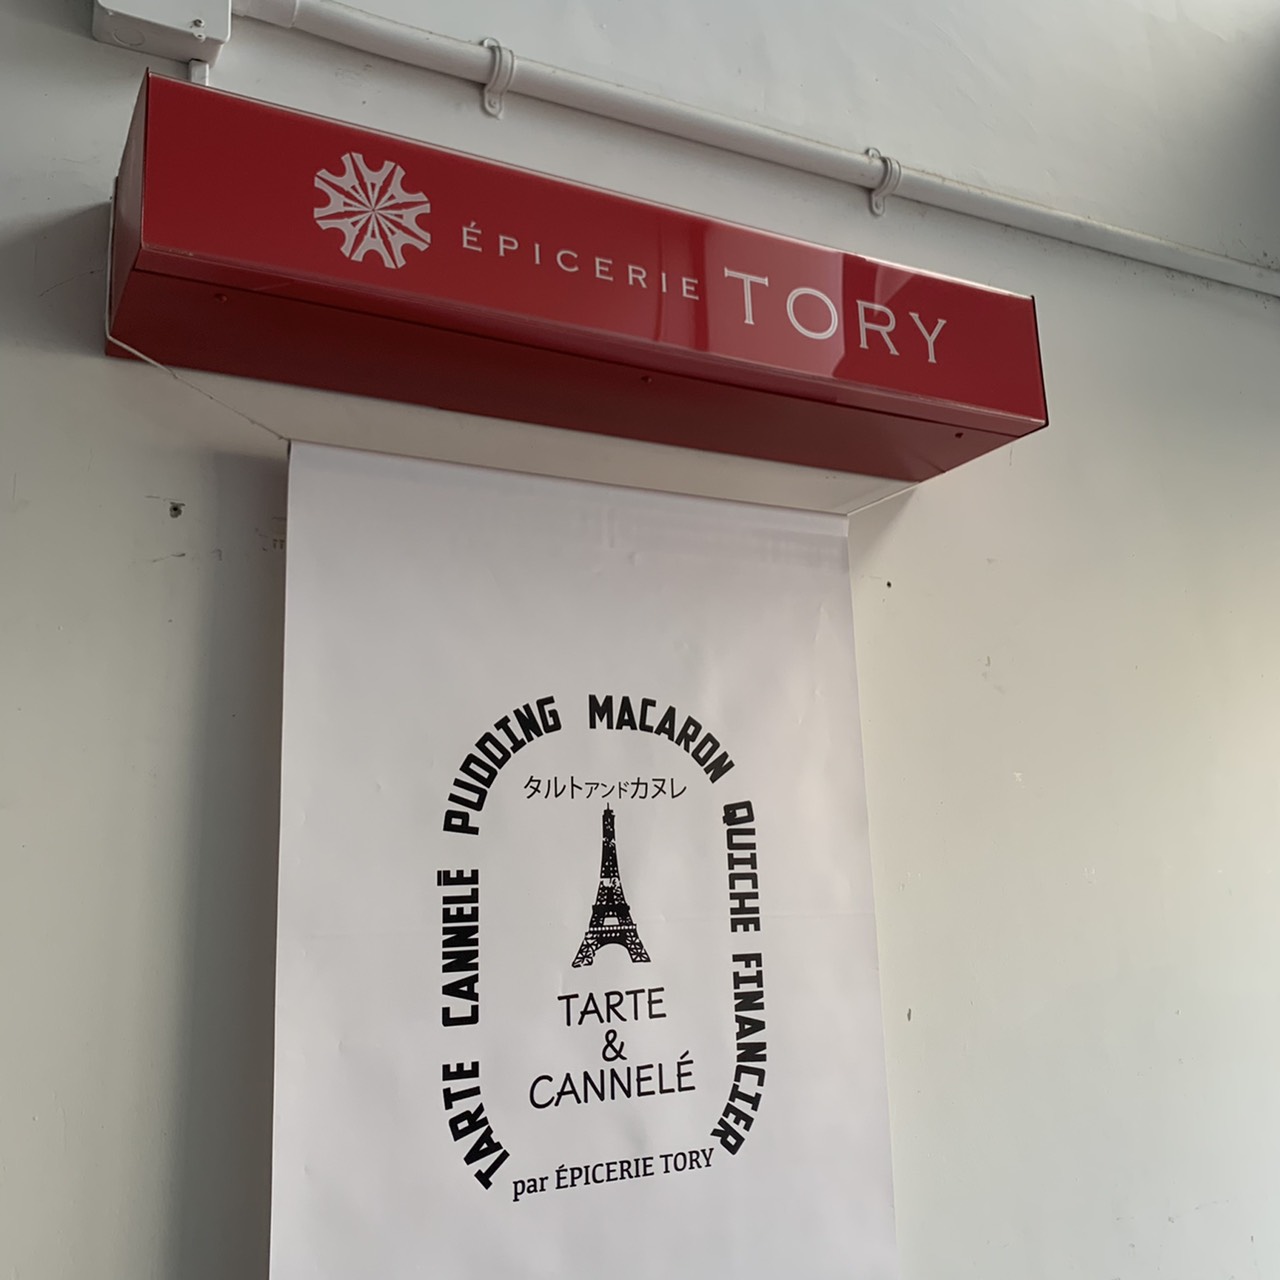 ÉPICERIE TORY
TARTE CANNELĒ PUDDING MACARON QUICHE FINANCIER
タルトアンドカヌレ
TARTE
&
CANNELÉ
par ÉPICERIE TORY